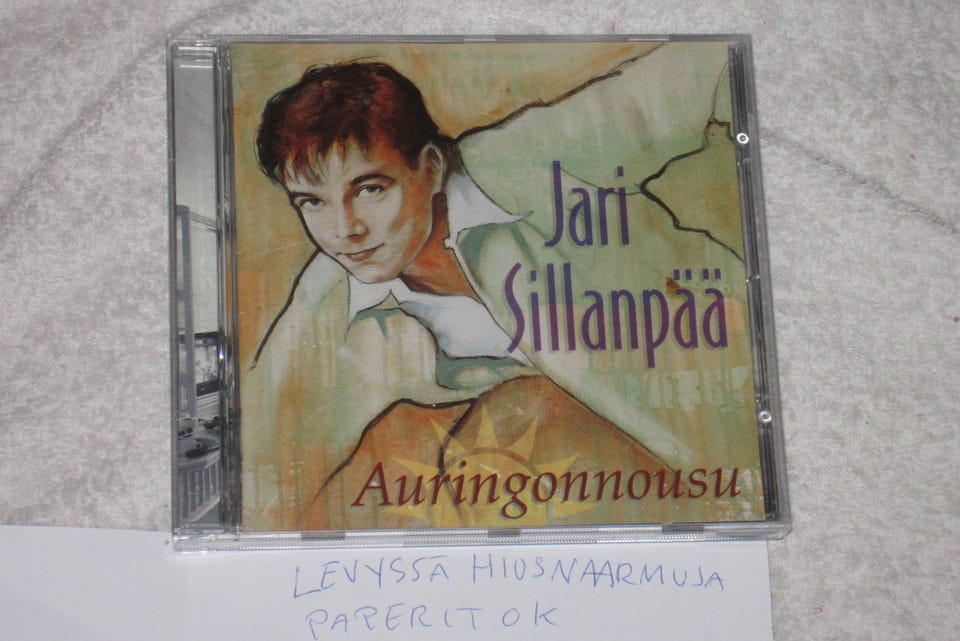 Jari
Sillanpää
Auringonnousu
LEVYSSÄ HIUSNAARMUJA
PAPERIT OK